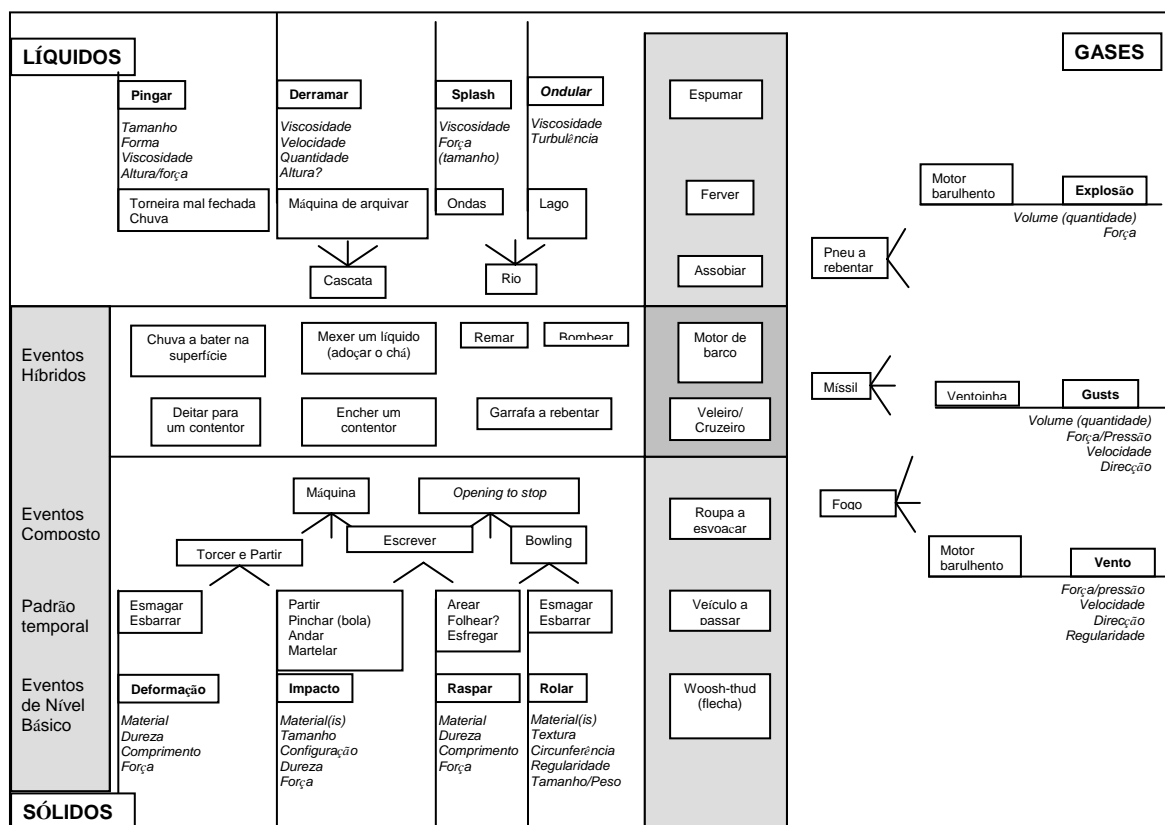 LÍQUIDOS
GASES
Pingar
Derramar
Splash
Ondular
Espumar
Tamanho
Forma
Viscosidade
Altura/força
Viscosidade
Velocidade
Quantidade
Altura?
Viscosidade
Força
(tamanho)
Viscosidade
Turbulência
Torneira mal fechada
Chuva
Máquina de arquivar
Ondas
Lago
Ferver
Motor
barulhento
Explosão
Volume (quantidade)
Força
Cascata
Rio
Assobiar
Pneu a
rebentar
Eventos
Híbridos
Chuva a bater na
superfície
Mexer um líquido
(adoçar o chá)
Remar
Bombear
Motor de
barco
Deitar para
um contentor
Encher um
contentor
Garrafa a rebentar
Veleiro/
Cruzeiro
Míssil
Ventoinha
Gusts
Volume (quantidade)
Força/Pressão
Velocidade
Direcção
Eventos
Composto
Máquina
Opening to stop
Roupa a
esvoaçar
Fogo
Torcer e Partir
Escrever
Bowling
Motor
barulhento
Vento
Força/pressão
Velocidade
Direcção
Regularidade
Padrão
temporal
Esmagar
Esbarrar
Partir
Pinchar (bola)
Andar
Martelar
Arear
Folhear?
Esfregar
Esmagar
Esbarrar
Veículo a
passar
Eventos
de Nível
Básico
Deformação
Impacto
Raspar
Rolar
Woosh-thud
(flecha)
Material
Dureza
Comprimento
Força
Material(is)
Tamanho
Configuração
Dureza
Força
Material
Dureza
Comprimento
Força
Material(is)
Textura
Circunferência
Regularidade
Tamanho/Peso
SÓLIDOS